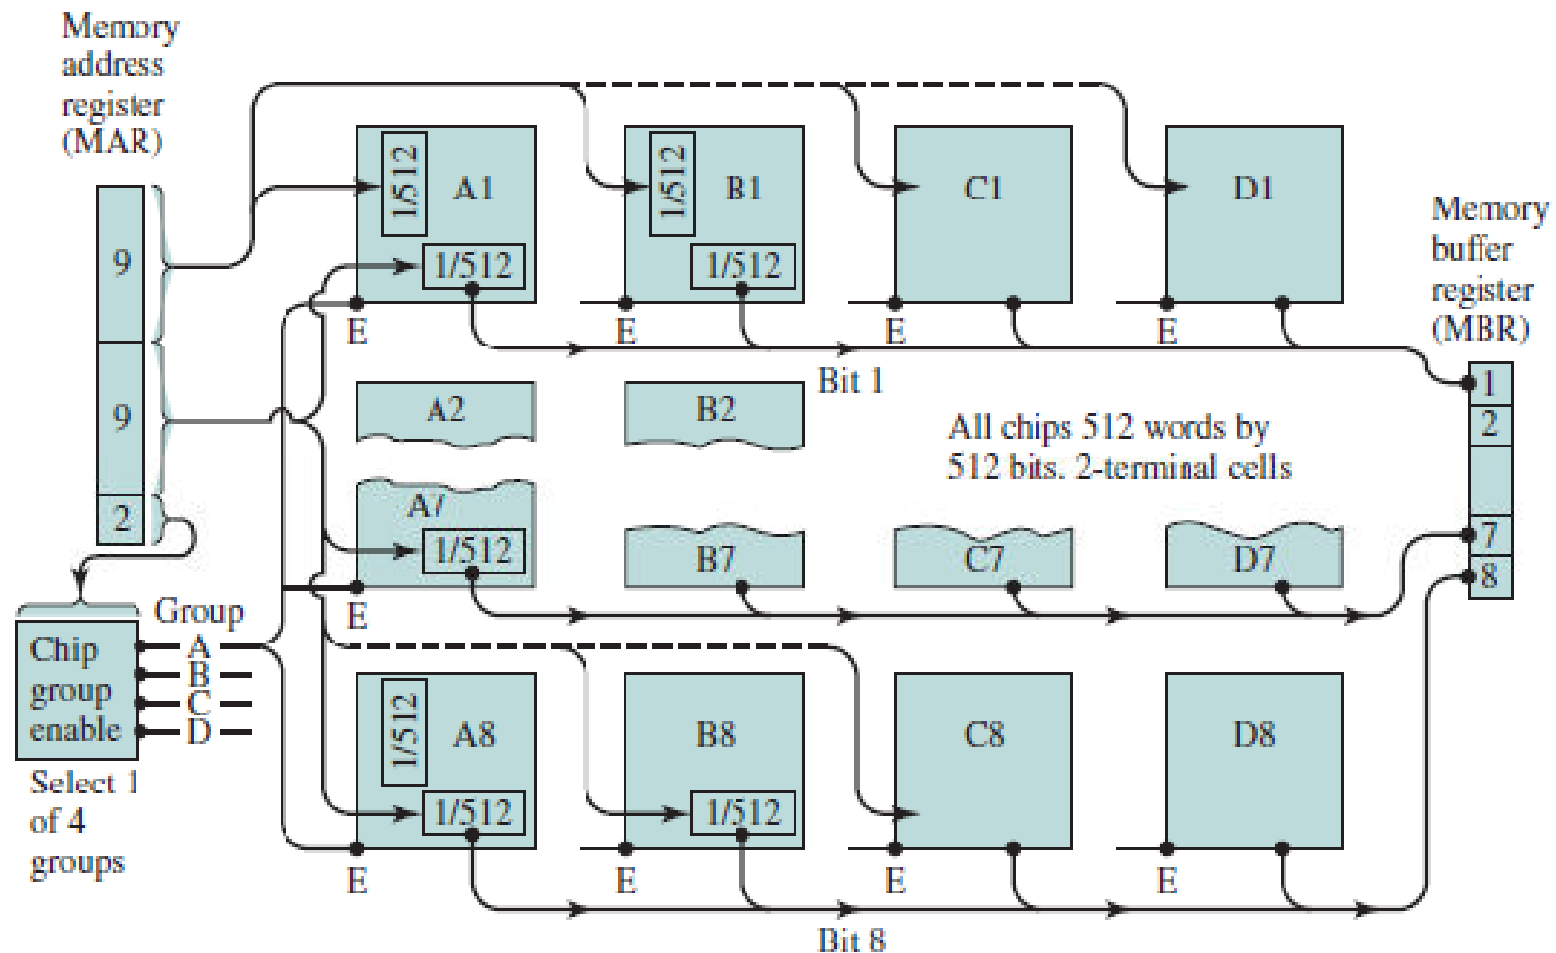 Memory
address
register
(MAR)
9
9
2
Chip
group
enable
Select 1
of 4
groups
Group
A
B
C
D
1/512
A1
1/512
E
1/512
B1
1/512
E
C1
E
D1
E
Bit 1
A2
B2
All chips 512 words by
512 bits. 2-terminal cells
A7
1/512
E
B7
C7
D7
1/512
A8
1/512
E
B8
1/512
E
C8
E
D8
E
Bit 8
Memory
buffer
register
(MBR)
1
2
7
8